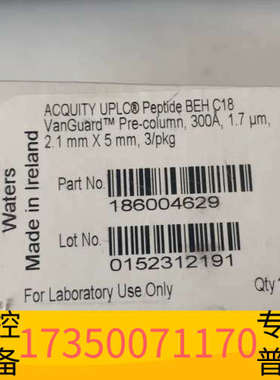 ACQUITY UPLC® Peptide BEH C18
VanGuard™ Pre-column, 300Å, 1.7 µm,
2.1 mm X 5 mm, 3/pkg
Waters
Made in Ireland
Part No.
186004629
Lot No.
0152312191
For Laboratory Use Only
Qty
控 17350071170 专
备 普